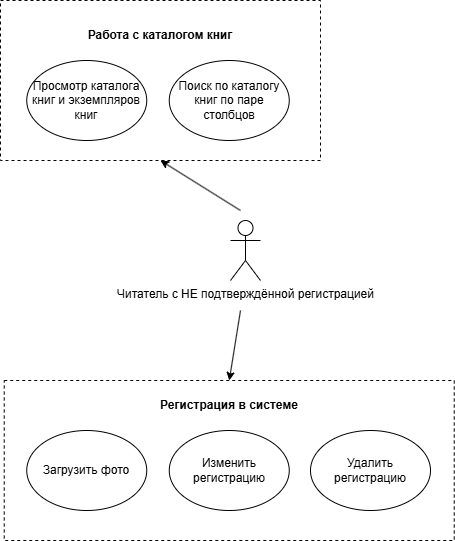 Работа с каталогом книг
Просмотр каталога
книг и экземпляров
книг
Поиск по каталогу
книг по паре
столбцов
Читатель с НЕ подтверждённой регистрацией
Регистрация в системе
Загрузить фото
Изменить
регистрацию
Удалить
регистрацию